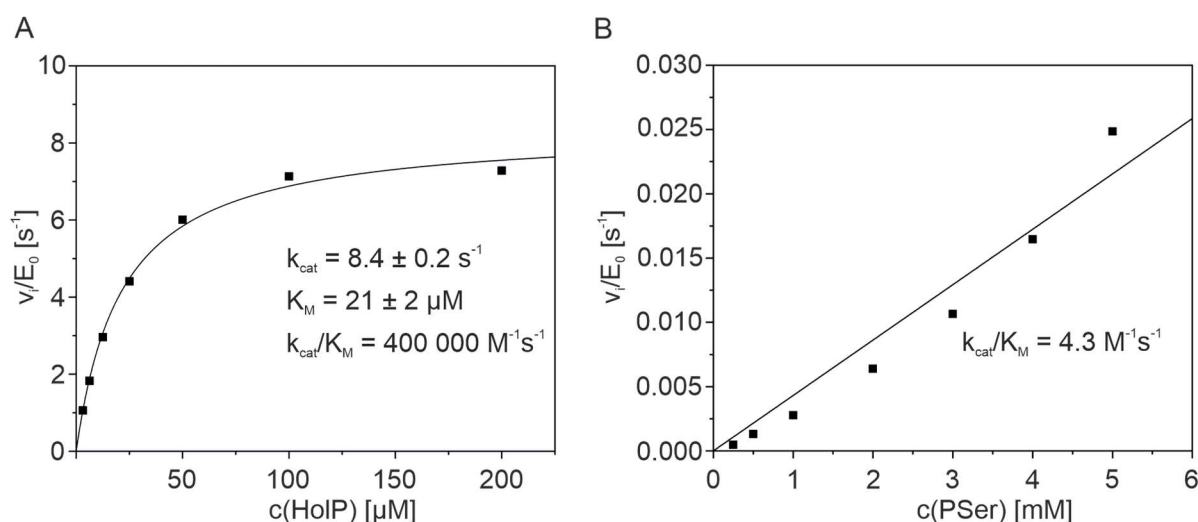 A
10
8
6
4
2
0
v_i/E_0 [s^-1]
k_cat = 8.4 ± 0.2 s^-1
K_M = 21 ± 2 µM
k_cat/K_M = 400 000 M^-1s^-1
50
100
150
200
c(HolP) [µM]
B
0.030
0.025
0.020
0.015
0.010
0.005
0.000
v_i/E_0 [s^-1]
k_cat/K_M = 4.3 M^-1s^-1
0
1
2
3
4
5
6
c(PSer) [mM]